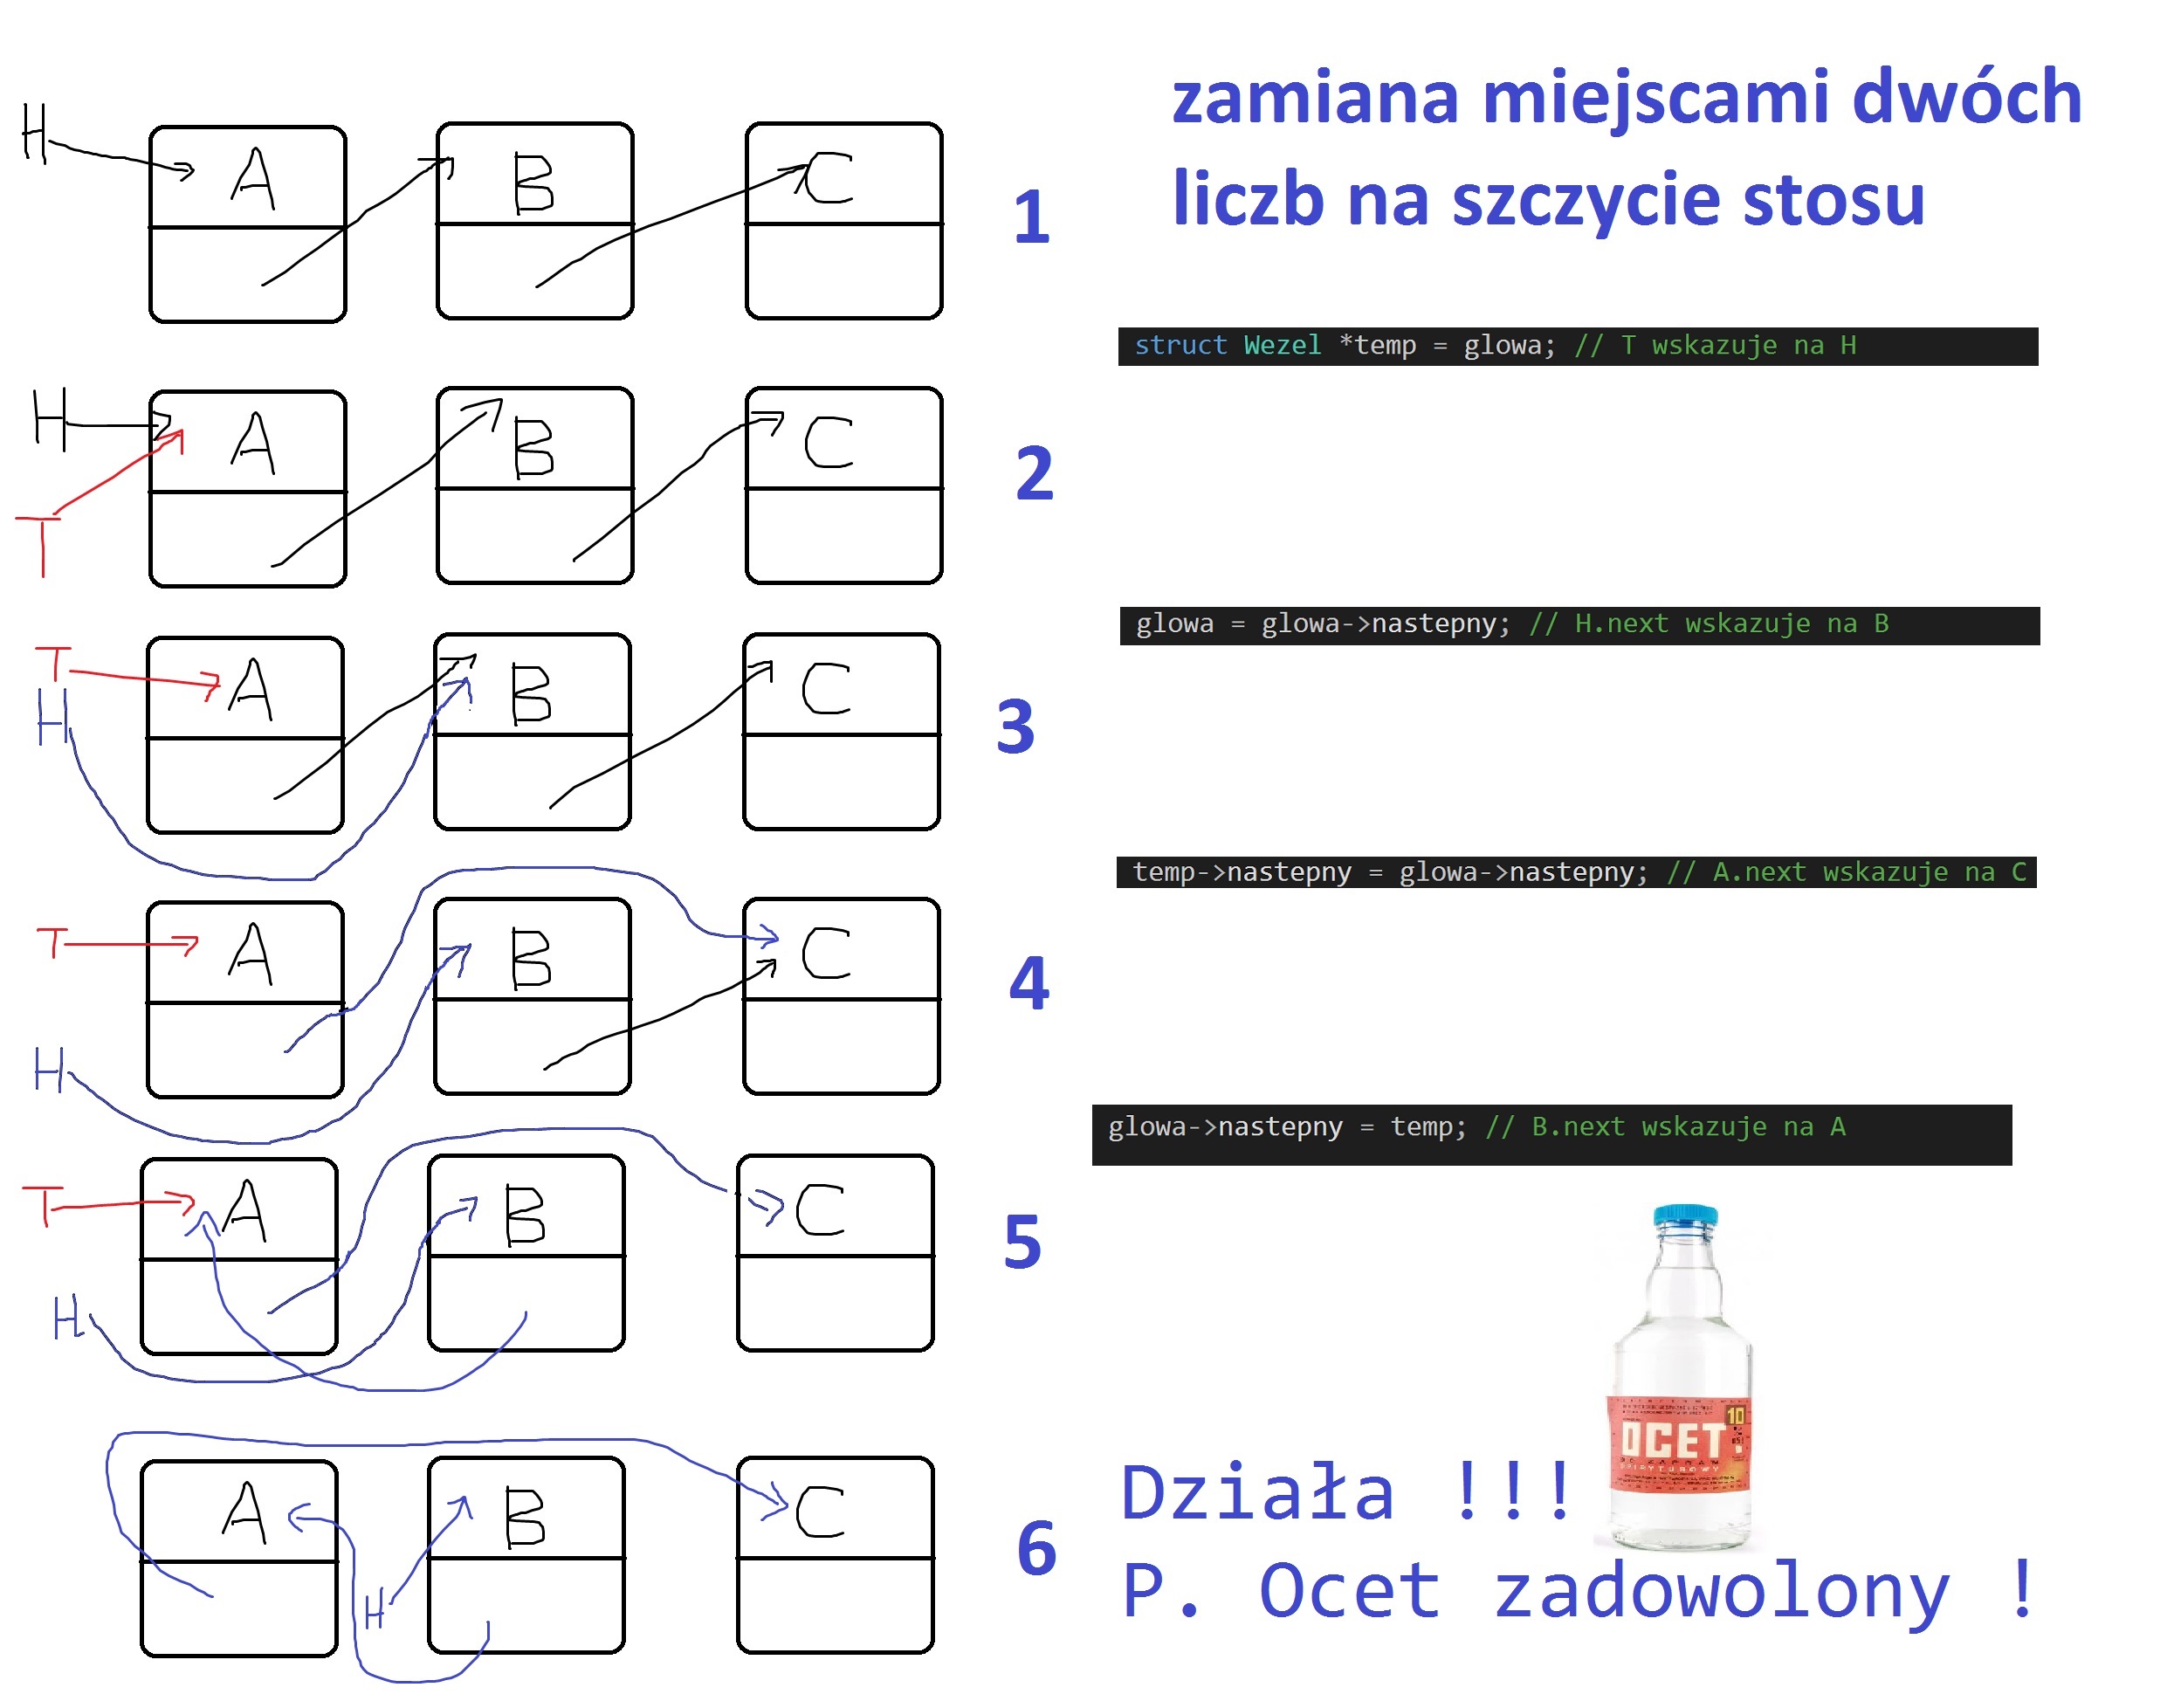 zamiana miejscami dwóch
liczb na szczycie stosu
H
A
B
C
1
struct Wezel *temp = glowa; // T wskazuje na H
H
T
A
B
C
2
glowa = glowa->nastepny; // H.next wskazuje na B
T
H
A
B
C
3
temp->nastepny = glowa->nastepny; // A.next wskazuje na C
T
H
A
B
C
4
glowa->nastepny = temp; // B.next wskazuje na A
T
H
A
B
C
5
A
H
B
C
6
10
OCET
SPIRYTUSOWY
Działa !!!
P. Ocet zadowolony !